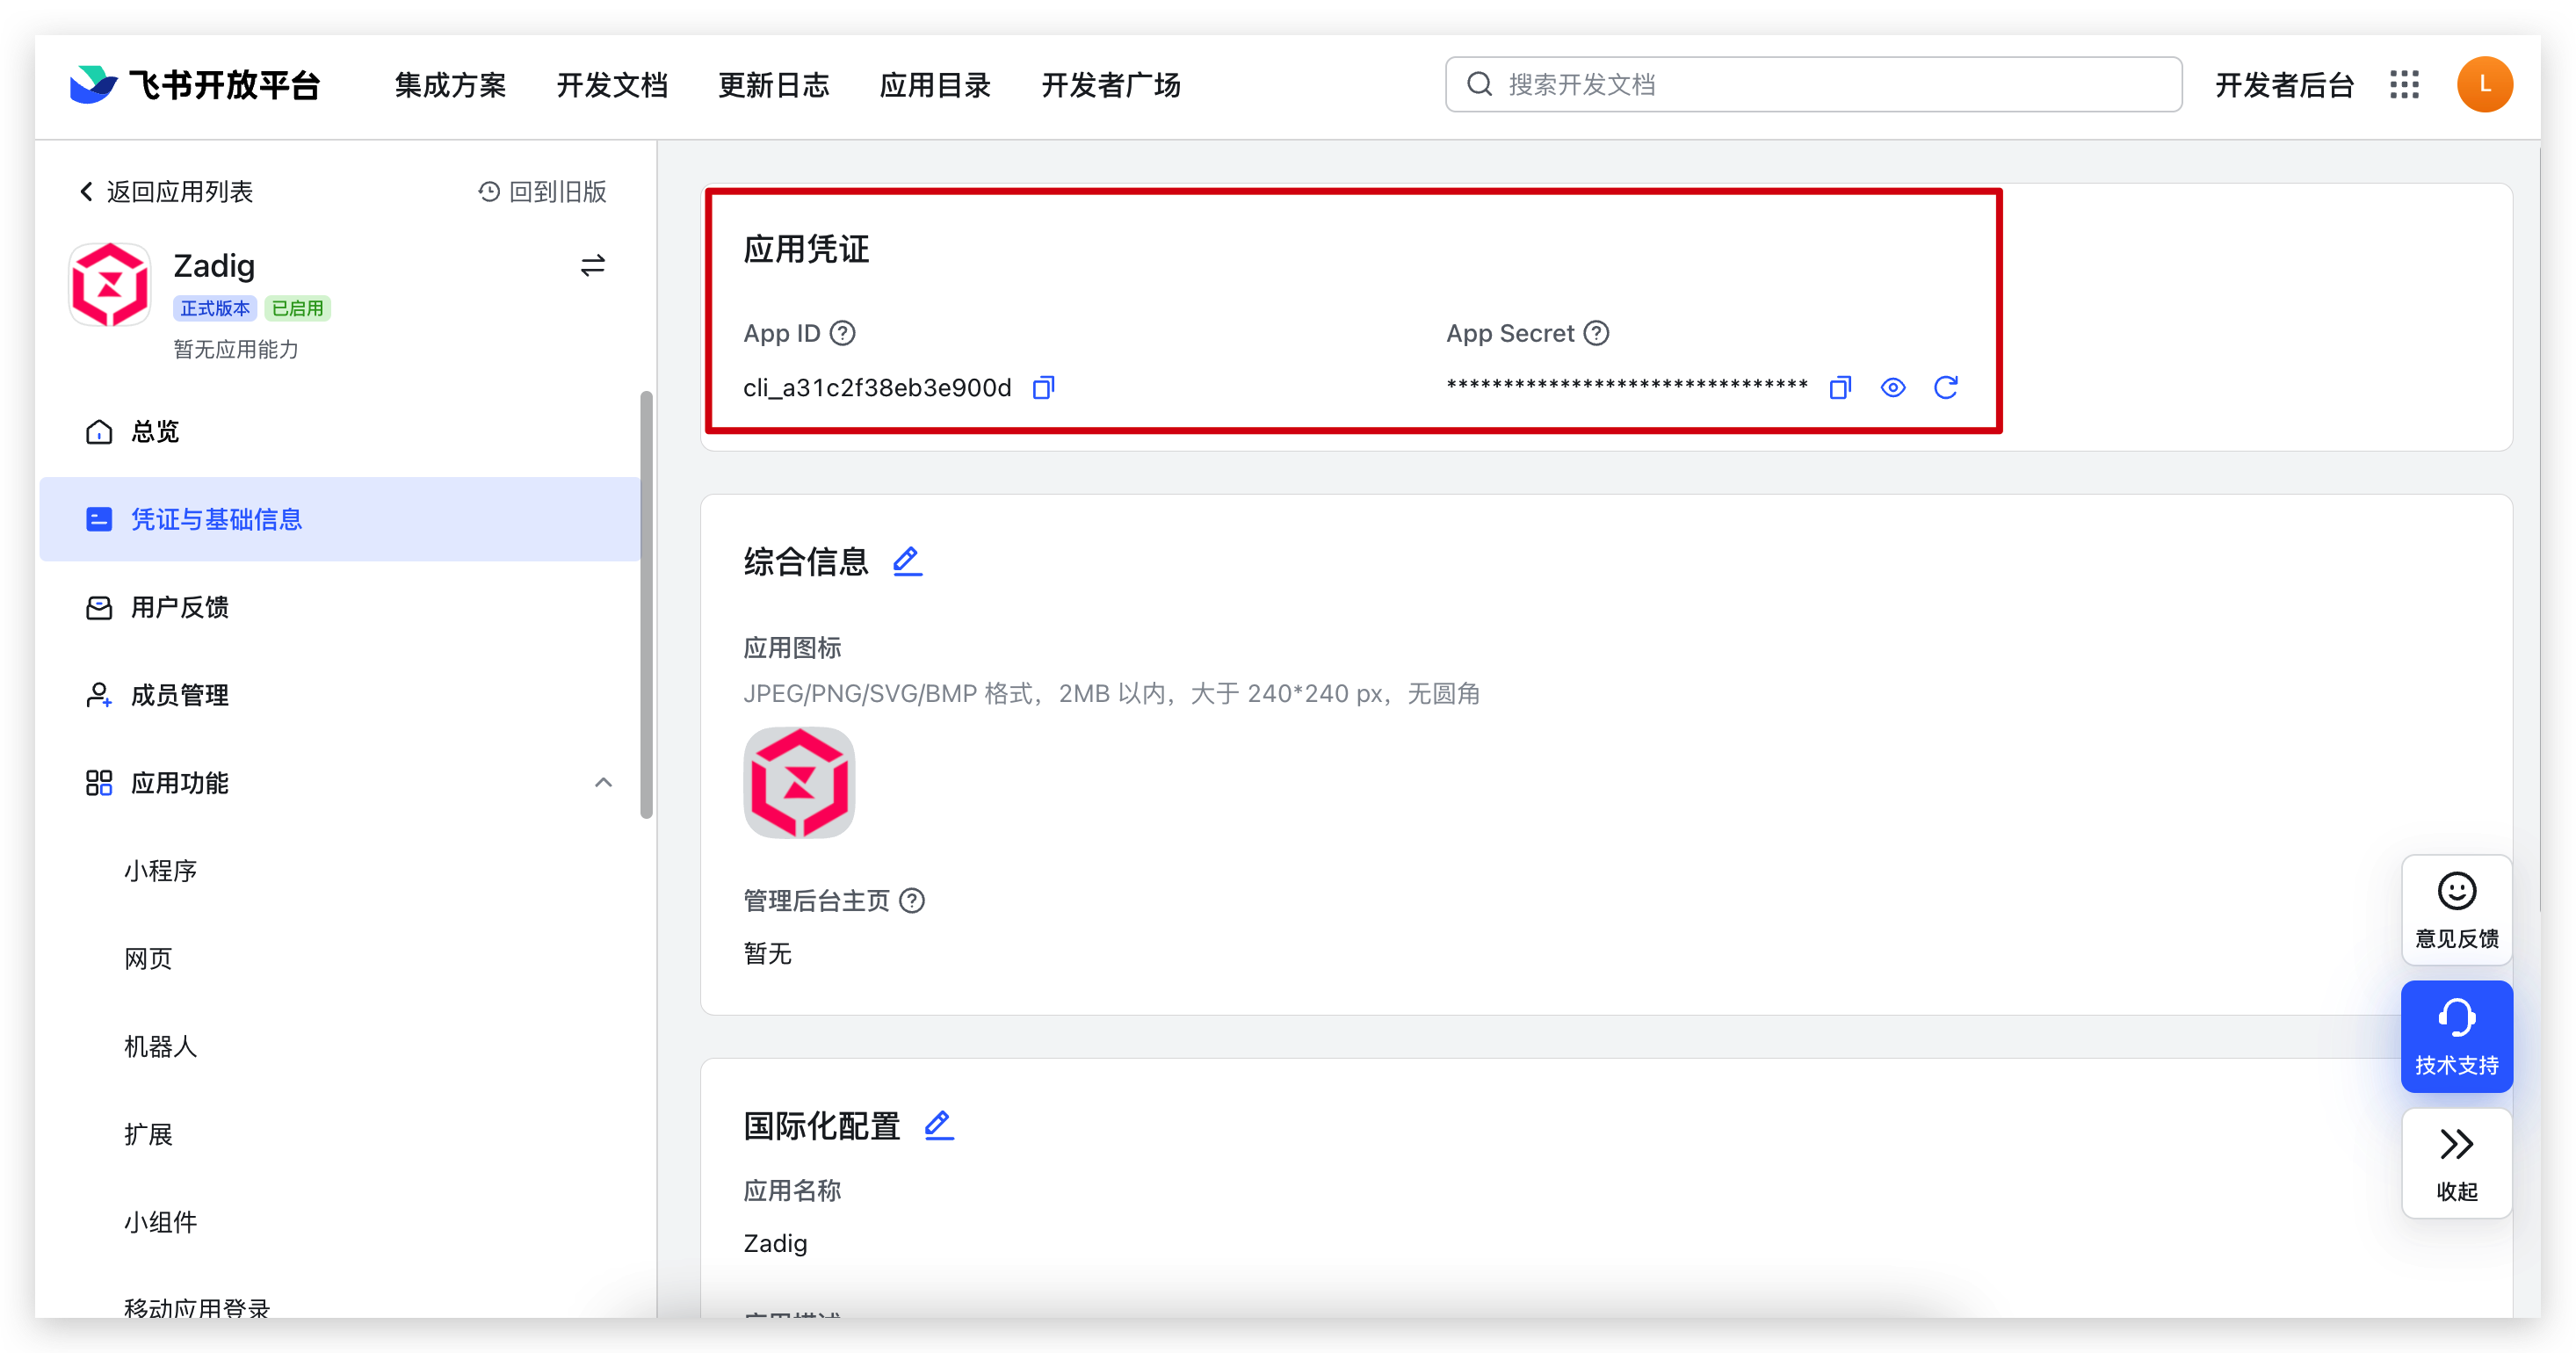 飞书开放平台 集成方案 开发文档 更新日志 应用目录 开发者广场 搜索开发文档 开发者后台 L
返回应用列表 回到旧版
Zadig
正式版本 已启用
暂无应用能力
总览
凭证与基础信息
用户反馈
成员管理
应用功能
小程序
网页
机器人
扩展
小组件
移动应用登录
应用凭证
App ID App Secret
cli_a31c2f38eb3e900d ********************************
综合信息
应用图标
JPEG/PNG/SVG/BMP 格式，2MB 以内，大于 240*240 px，无圆角
管理后台主页
暂无
国际化配置
应用名称
Zadig
意见反馈
技术支持
收起